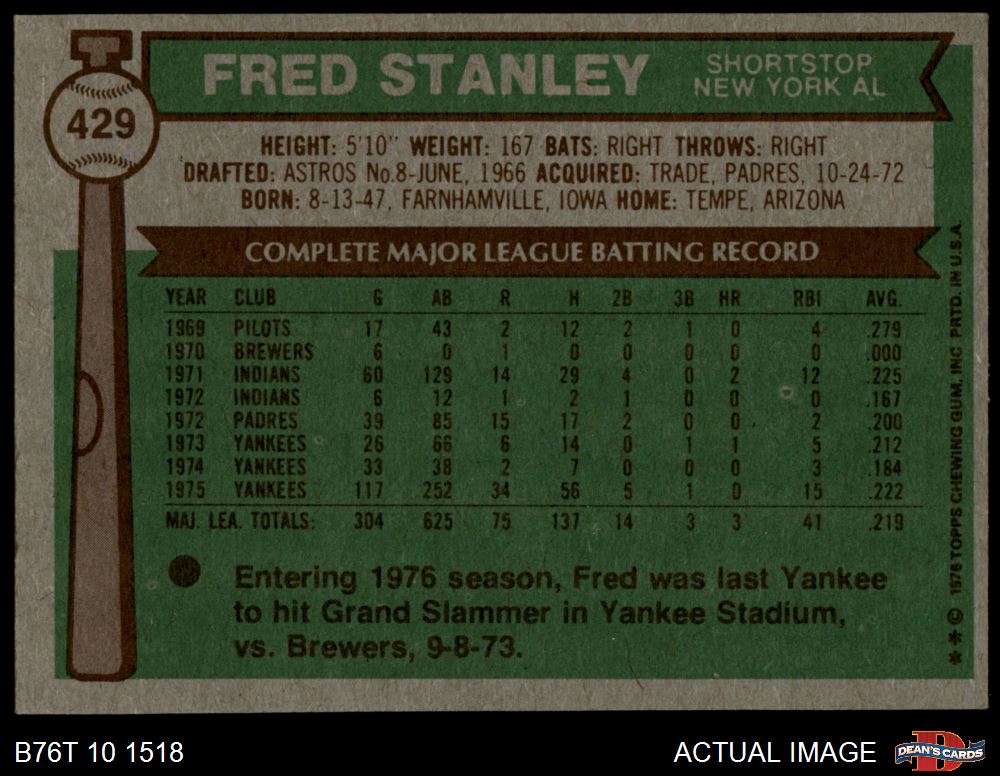 429
FRED STANLEY
SHORTSTOP
NEW YORK AL
HEIGHT: 5'10" WEIGHT: 167 BATS: RIGHT THROWS: RIGHT
DRAFTED: ASTROS No.8-JUNE, 1966 ACQUIRED: TRADE, PADRES, 10-24-72
BORN: 8-13-47, FARNHAMVILLE, IOWA HOME: TEMPE, ARIZONA
COMPLETE MAJOR LEAGUE BATTING RECORD
YEAR CLUB G AB R H 2B 3B HR RBI AVG.
1969 PILOTS 17 43 2 12 2 1 0 4 .279
1970 BREWERS 6 0 1 0 0 0 0 0 .000
1971 INDIANS 60 129 14 29 4 0 2 12 .225
1972 INDIANS 6 12 1 2 1 0 0 0 .167
1972 PADRES 39 85 15 17 2 0 0 2 .200
1973 YANKEES 26 66 6 14 0 1 1 5 .212
1974 YANKEES 33 38 2 7 0 0 0 3 .184
1975 YANKEES 117 252 34 56 5 1 0 15 .222
MAJ. LEA. TOTALS: 304 625 75 137 14 3 3 41 .219
Entering 1976 season, Fred was last Yankee
to hit Grand Slammer in Yankee Stadium,
vs. Brewers, 9-8-73.
** © 1976 TOPPS CHEWING GUM, INC PRTD. IN U.S.A.
B76T 10 1518
ACTUAL IMAGE
DEAN'S CARDS